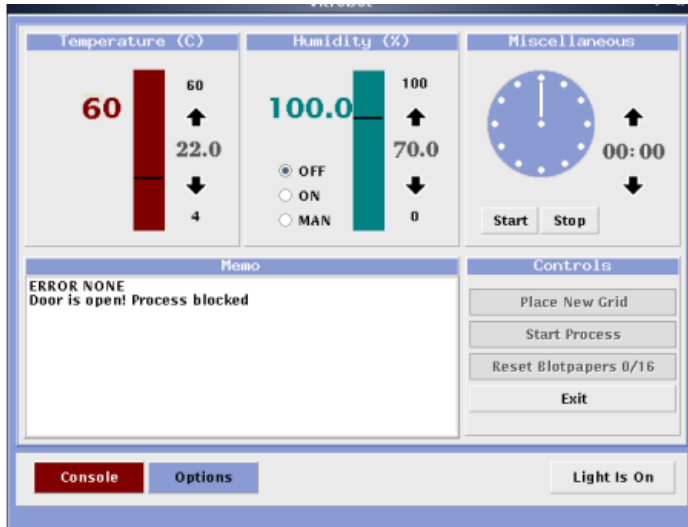 Vitrobot
Temperature (C)
60
60
22.0
4
Humidity (%)
100.0
100
70.0
0
OFF
ON
MAN
Miscellaneous
00:00
Start
Stop
Memo
ERROR NONE
Door is open! Process blocked
Controls
Place New Grid
Start Process
Reset Blotpapers 0/16
Exit
Console
Options
Light Is On